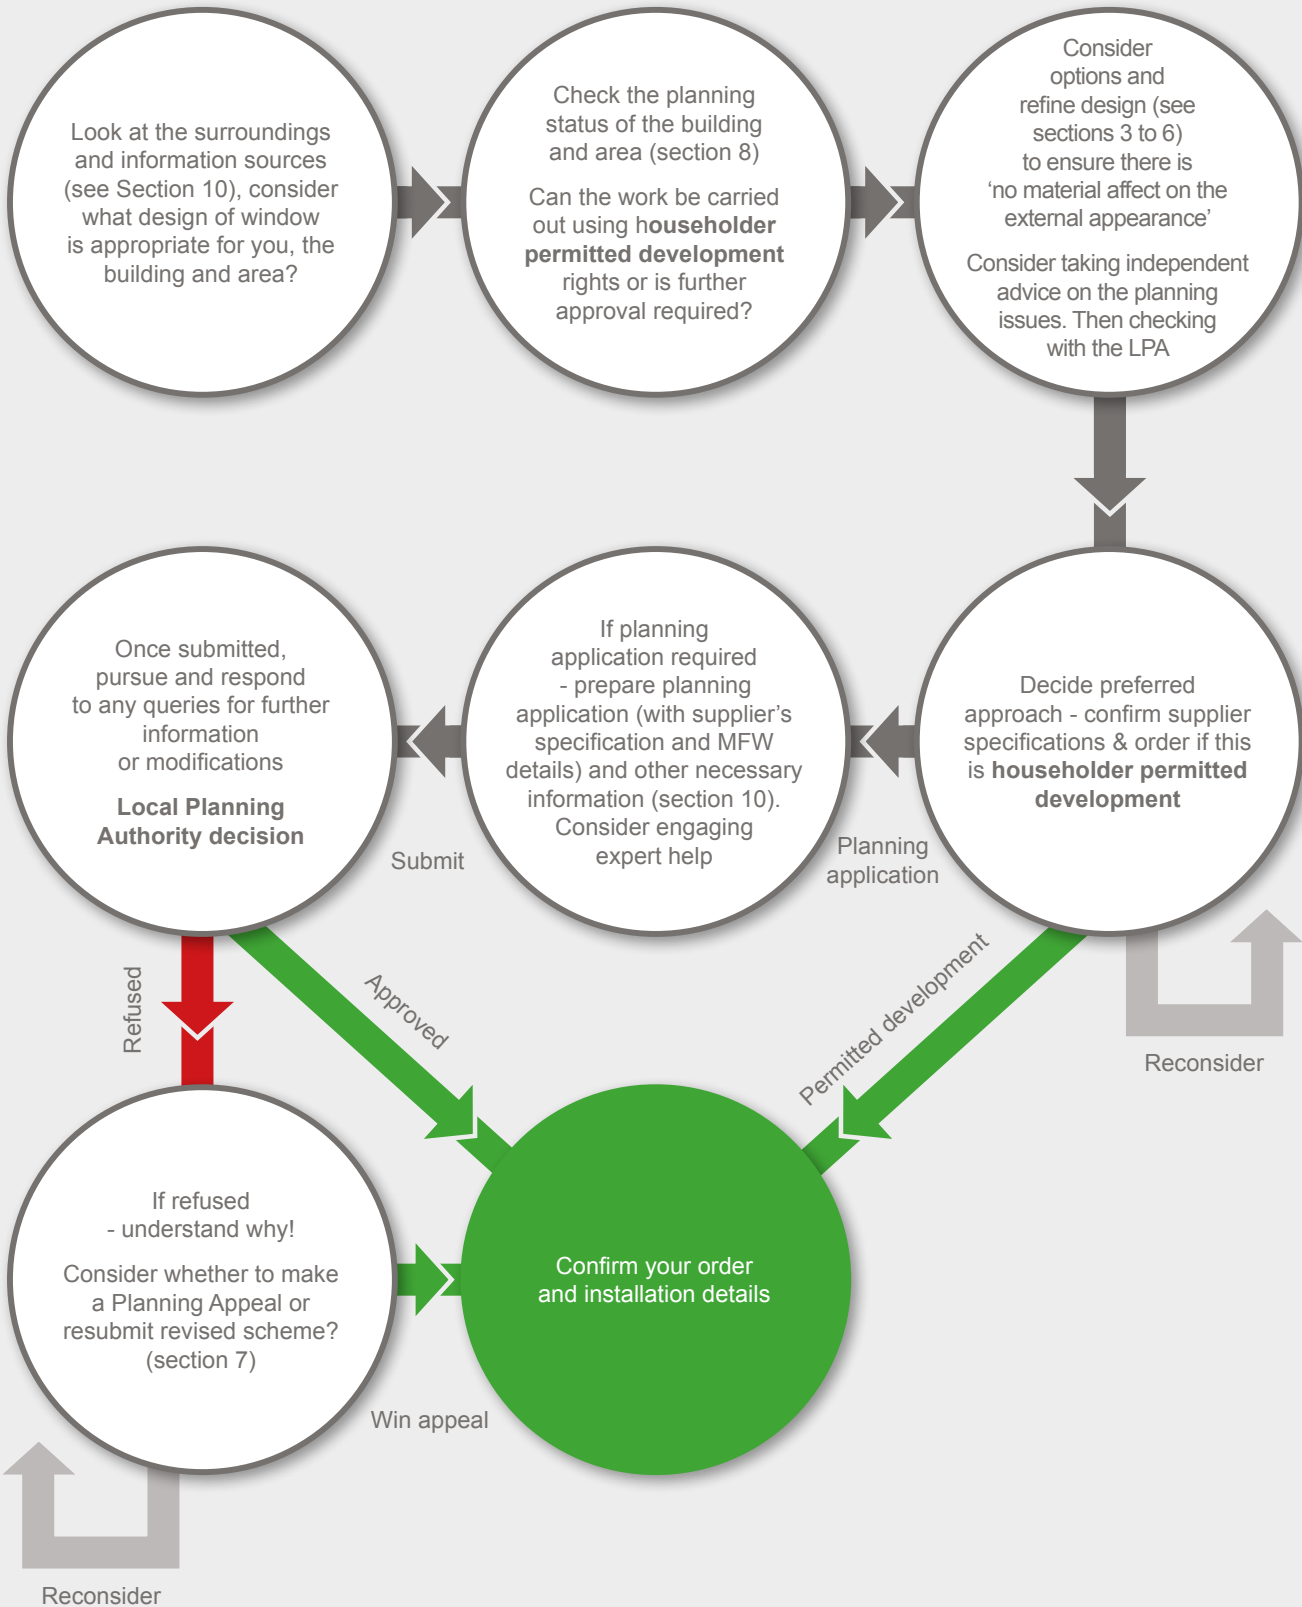 Look at the surroundings
and information sources
(see Section 10), consider
what design of window
is appropriate for you, the
building and area?
Check the planning
status of the building
and area (section 8)
Can the work be carried
out using householder
permitted development
rights or is further
approval required?
Consider
options and
refine design (see
sections 3 to 6)
to ensure there is
‘no material affect on the
external appearance’
Consider taking independent
advice on the planning
issues. Then checking
with the LPA
Decide preferred
approach - confirm supplier
specifications & order if this
is householder permitted
development
Reconsider
Planning
application
If planning
application required
- prepare planning
application (with supplier’s
specification and MFW
details) and other necessary
information (section 10).
Consider engaging
expert help
Submit
Once submitted,
pursue and respond
to any queries for further
information
or modifications
Local Planning
Authority decision
Refused
Approved
Permitted development
If refused
- understand why!
Consider whether to make
a Planning Appeal or
resubmit revised scheme?
(section 7)
Reconsider
Win appeal
Confirm your order
and installation details